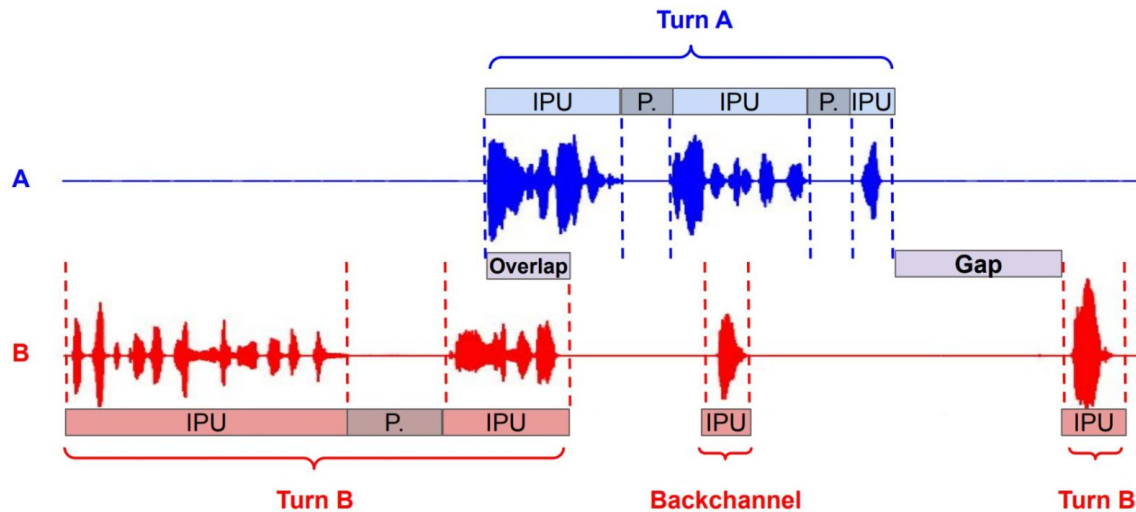 Turn A
IPU P. IPU P. IPU
A
Overlap Gap
B
IPU P. IPU IPU IPU
Turn B Backchannel Turn B